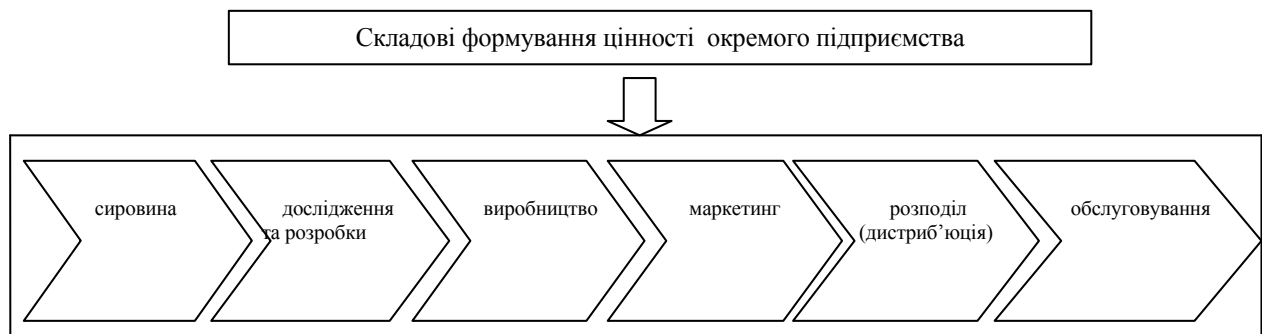 Складові формування цінності окремого підприємства
сировина
дослідження
та розробки
виробництво
маркетинг
розподіл
(дистриб’юція)
обслуговування